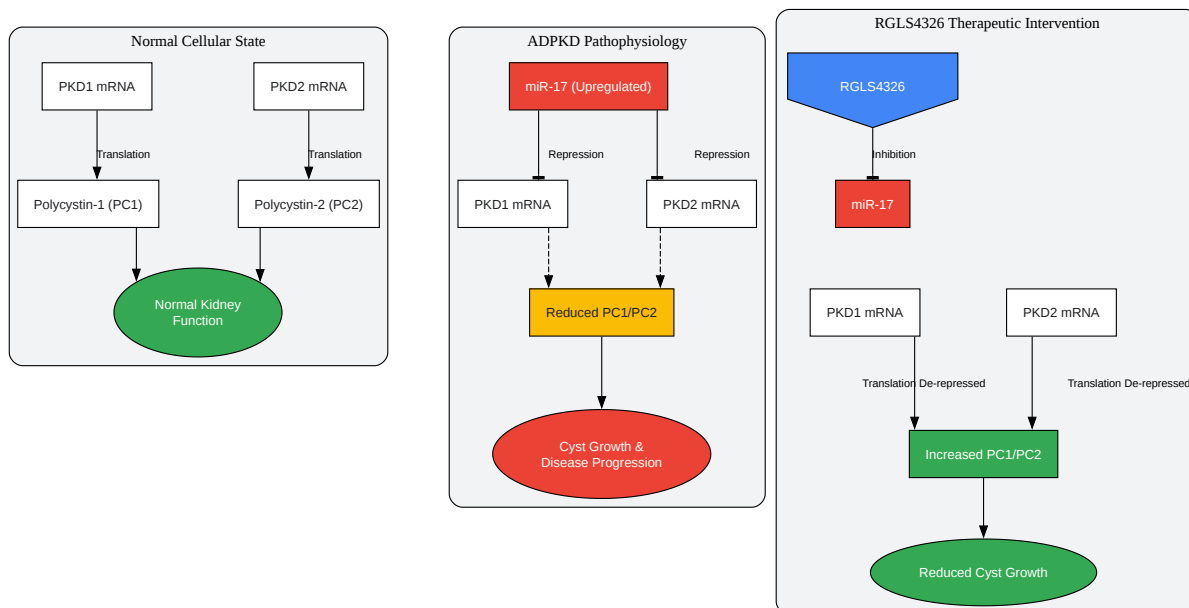 Normal Cellular State
PKD1 mRNA
PKD2 mRNA
Translation
Translation
Polycystin-1 (PC1)
Polycystin-2 (PC2)
Normal Kidney
Function
ADPKD Pathophysiology
miR-17 (Upregulated)
Repression
Repression
PKD1 mRNA
PKD2 mRNA
Reduced PC1/PC2
Cyst Growth &
Disease Progression
RGLS4326 Therapeutic Intervention
RGLS4326
Inhibition
miR-17
PKD1 mRNA
PKD2 mRNA
Translation De-repressed
Translation De-repressed
Increased PC1/PC2
Reduced Cyst Growth